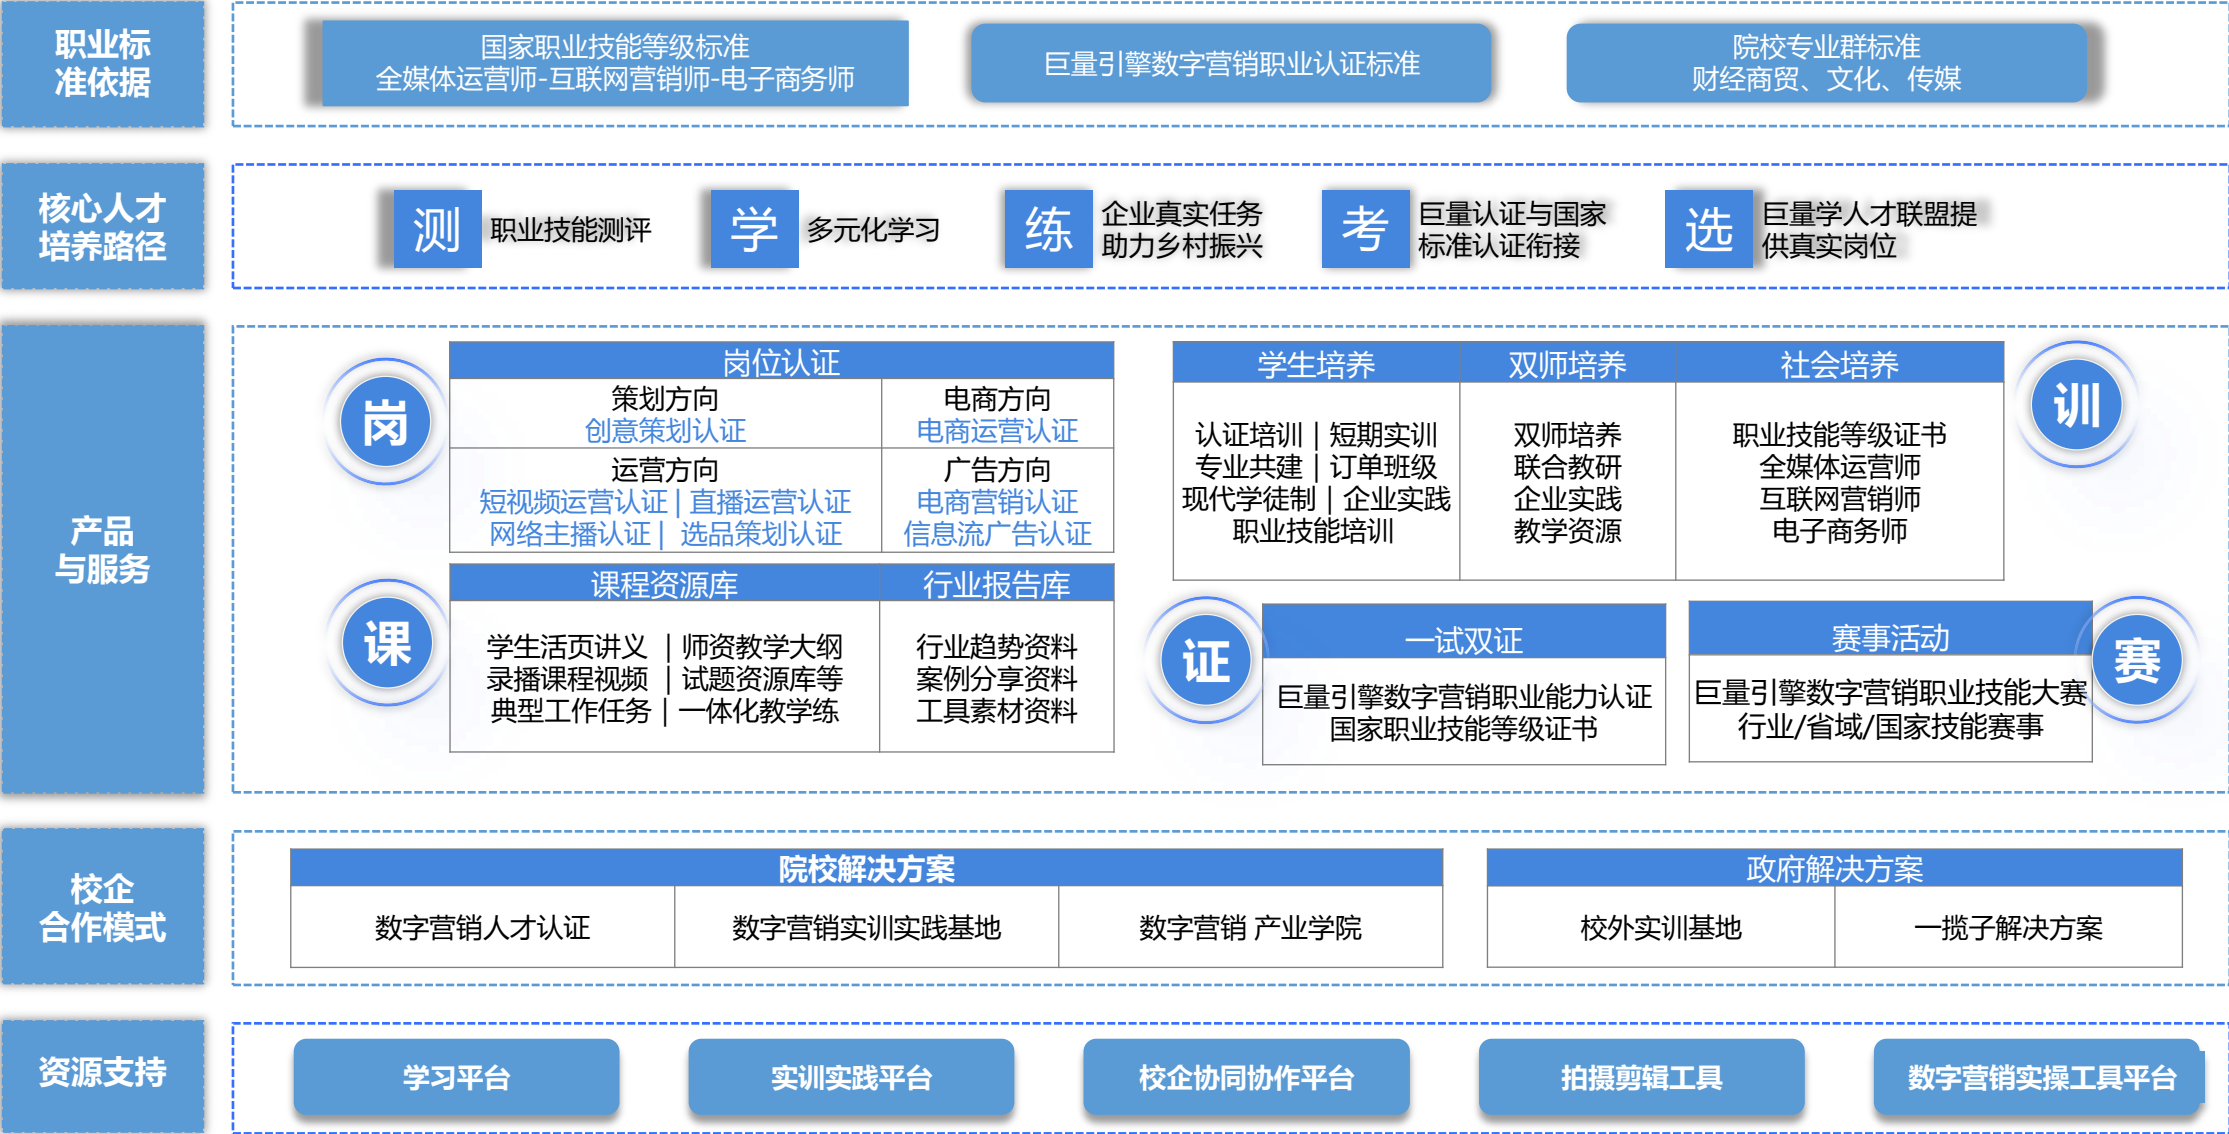 职业标
准依据
国家职业技能等级标准
全媒体运营师-互联网营销师-电子商务师
巨量引擎数字营销职业认证标准
院校专业群标准
财经商贸、文化、传媒
核心人才
培养路径
测
职业技能测评
学
多元化学习
练
企业真实任务
助力乡村振兴
考
巨量认证与国家
标准认证衔接
选
巨量学人才联盟提
供真实岗位
产品
与服务
岗
岗位认证
策划方向
创意策划认证
电商方向
电商运营认证
运营方向
短视频运营认证 | 直播运营认证
网络主播认证 | 选品策划认证
广告方向
电商营销认证
信息流广告认证
学生培养
双师培养
社会培养
认证培训 | 短期实训
专业共建 | 订单班级
现代学徒制 | 企业实践
职业技能培训
双师培养
联合教研
企业实践
教学资源
职业技能等级证书
全媒体运营师
互联网营销师
电子商务师
训
课
课程资源库
行业报告库
学生活页讲义 | 师资教学大纲
录播课程视频 | 试题资源库等
典型工作任务 | 一体化教学练
行业趋势资料
案例分享资料
工具素材资料
证
一试双证
巨量引擎数字营销职业能力认证
国家职业技能等级证书
赛事活动
巨量引擎数字营销职业技能大赛
行业/省域/国家技能赛事
赛
校企
合作模式
院校解决方案
数字营销人才认证
数字营销实训实践基地
数字营销 产业学院
政府解决方案
校外实训基地
一揽子解决方案
资源支持
学习平台
实训实践平台
校企协同协作平台
拍摄剪辑工具
数字营销实操工具平台